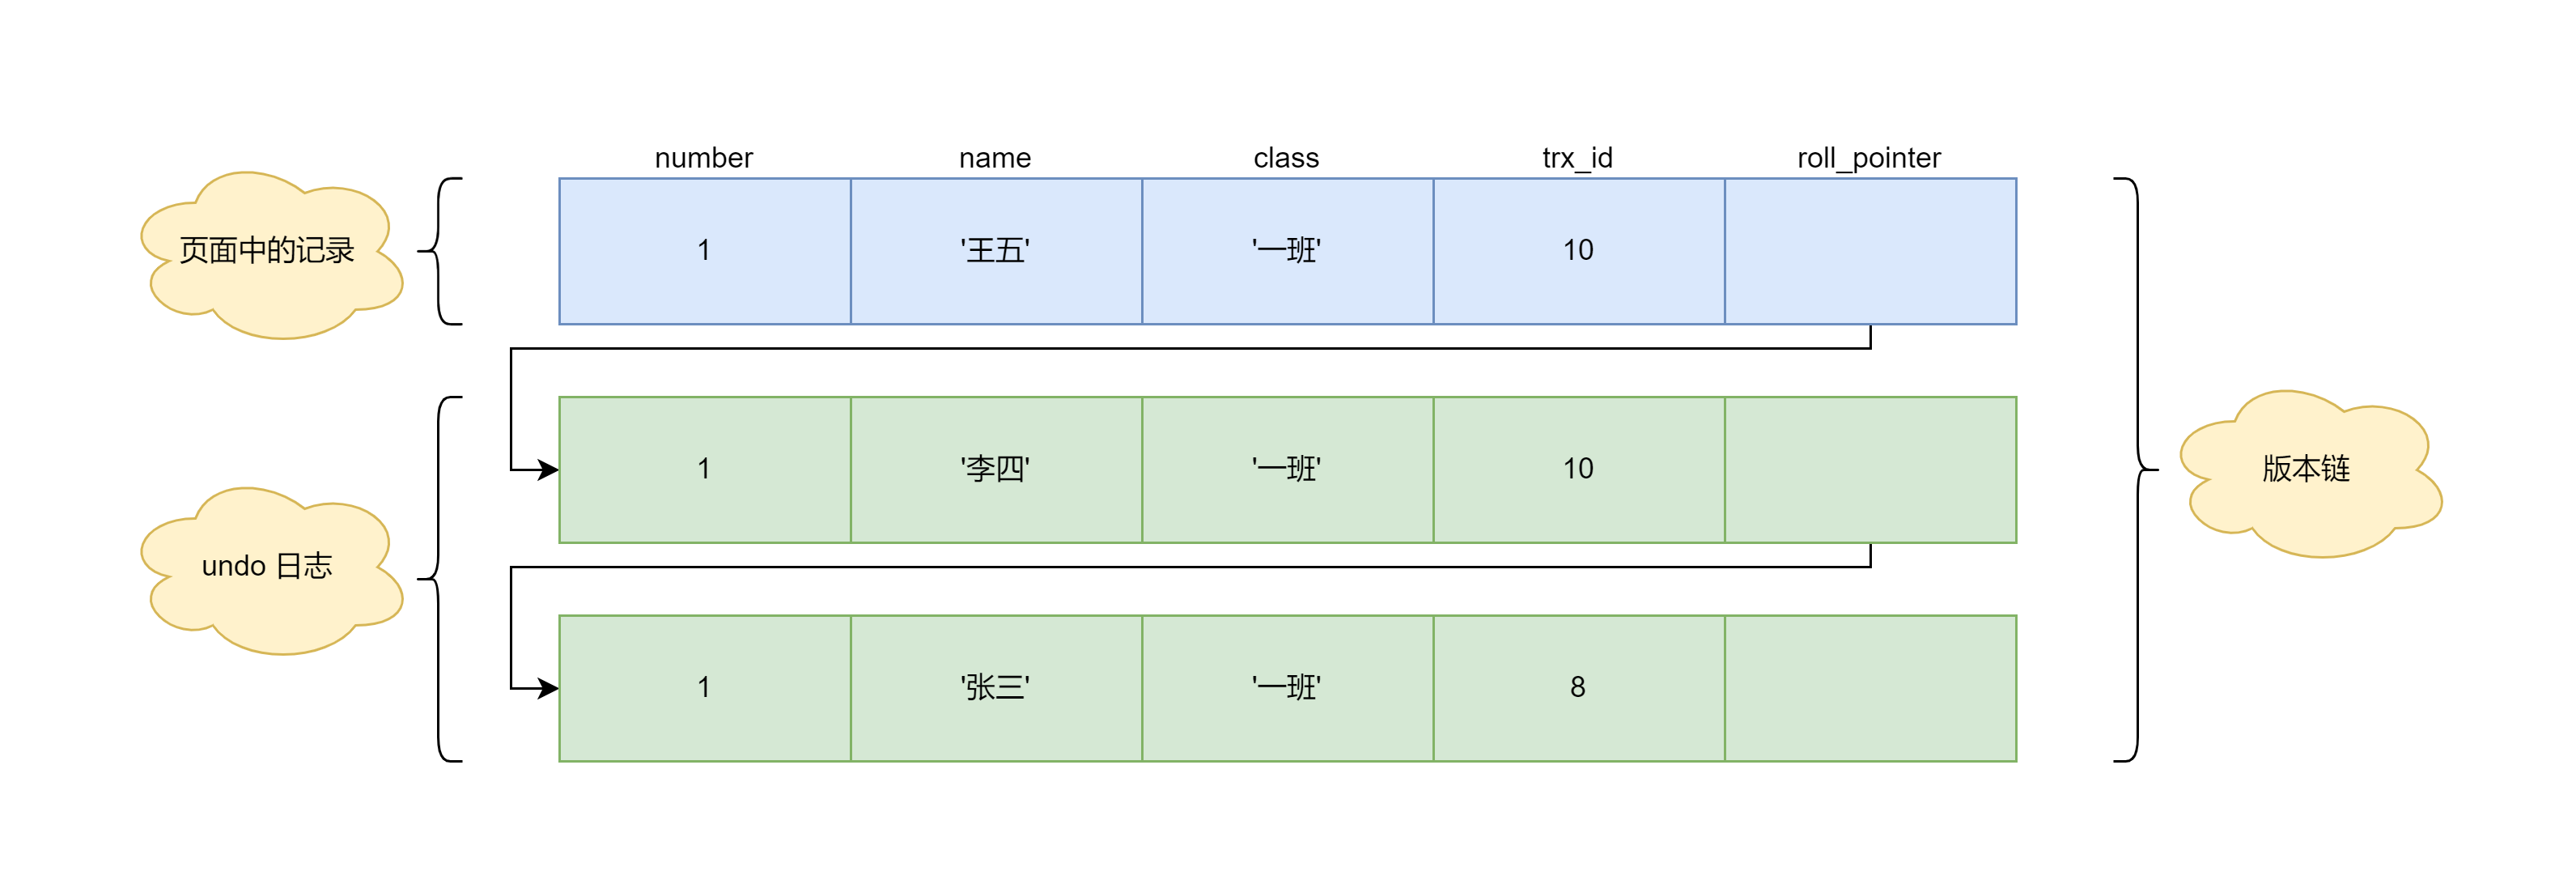 number name class trx_id roll_pointer
页面中的记录
1 '王五' '一班' 10
1 '李四' '一班' 10
版本链
undo 日志
1 '张三' '一班' 8